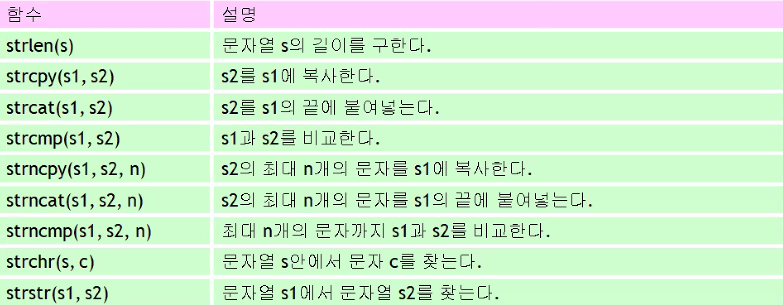 함수 설명
strlen(s) 문자열 s의 길이를 구한다.
strcpy(s1, s2) s2를 s1에 복사한다.
strcat(s1, s2) s2를 s1의 끝에 붙여넣는다.
strcmp(s1, s2) s1과 s2를 비교한다.
strncpy(s1, s2, n) s2의 최대 n개의 문자를 s1에 복사한다.
strncat(s1, s2, n) s2의 최대 n개의 문자를 s1의 끝에 붙여넣는다.
strncmp(s1, s2, n) 최대 n개의 문자까지 s1과 s2를 비교한다.
strchr(s, c) 문자열 s안에서 문자 c를 찾는다.
strstr(s1, s2) 문자열 s1에서 문자열 s2를 찾는다.